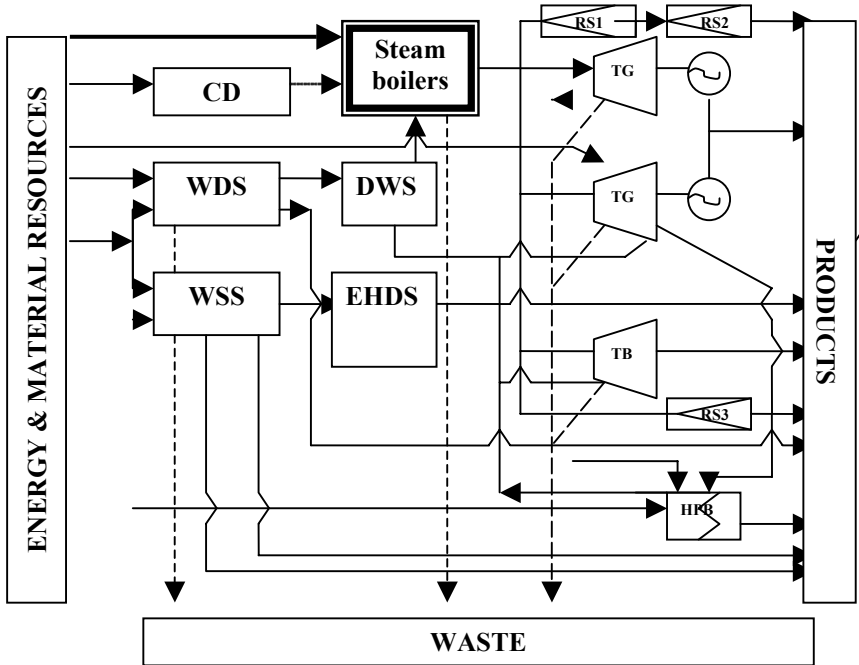 RS1
RS2
Steam
boilers
TG
CD
WDS
DWS
TG
WSS
EHDS
TB
RS3
HPB
ENERGY & MATERIAL RESOURCES
PRODUCTS
WASTE